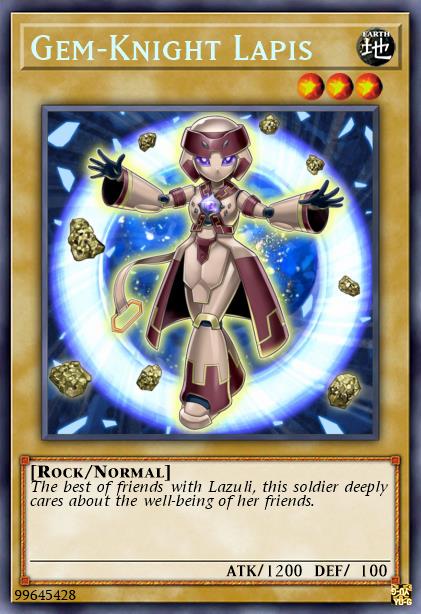 Gem-Knight Lapis
EARTH
地
[Rock/Normal]
The best of friends with Lazuli, this soldier deeply
cares about the well-being of her friends.
ATK/1200 DEF/ 100
99645428